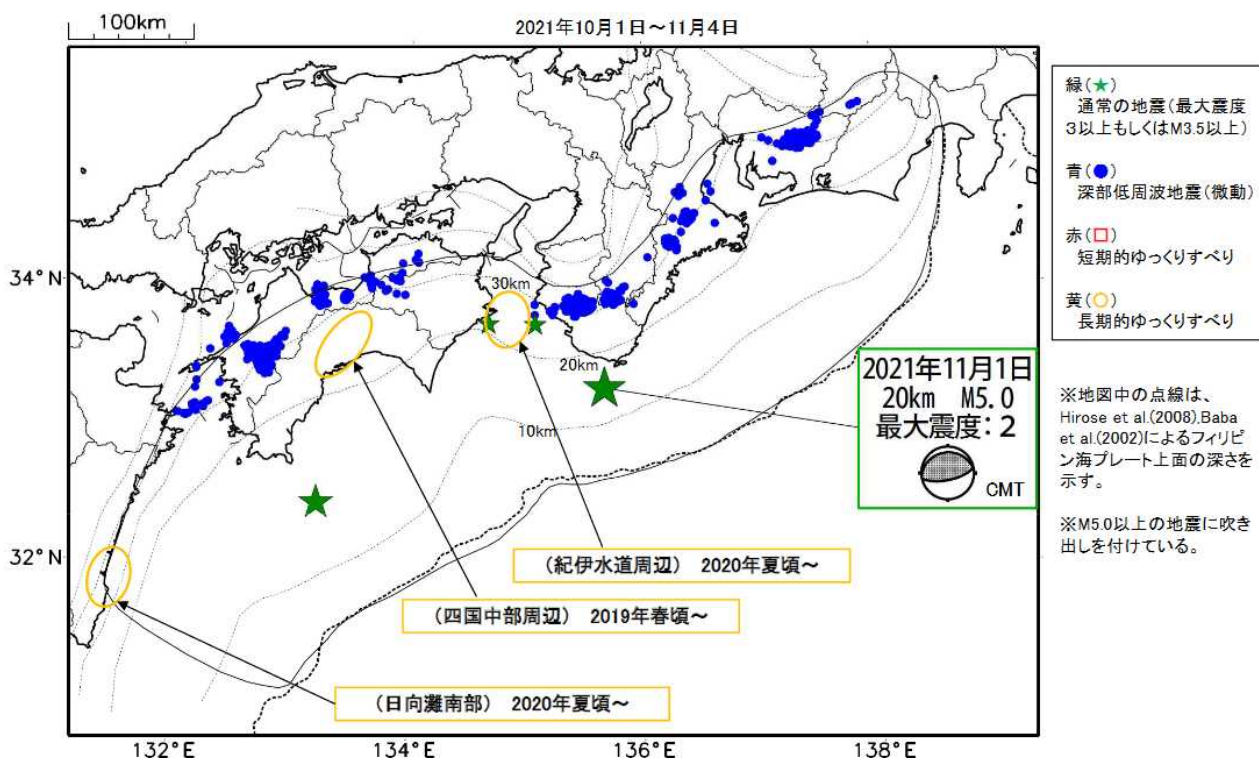 100km
2021年10月1日～11月4日
34°N
32°N
132°E
134°E
136°E
138°E
30km
20km
10km
2021年11月1日
20km M5.0
最大震度：2
CMT
（紀伊水道周辺） 2020年夏頃～
（四国中部周辺） 2019年春頃～
（日向灘南部） 2020年夏頃～
緑（★）
通常の地震（最大震度
３以上もしくはM3.5以上）
青（●）
深部低周波地震（微動）
赤（□）
短期的ゆっくりすべり
黄（○）
長期的ゆっくりすべり
※地図中の点線は、
Hirose et al.(2008),Baba
et al.(2002)によるフィリピ
ン海プレート上面の深さを
示す。
※M5.0以上の地震に吹き
出しを付けている。